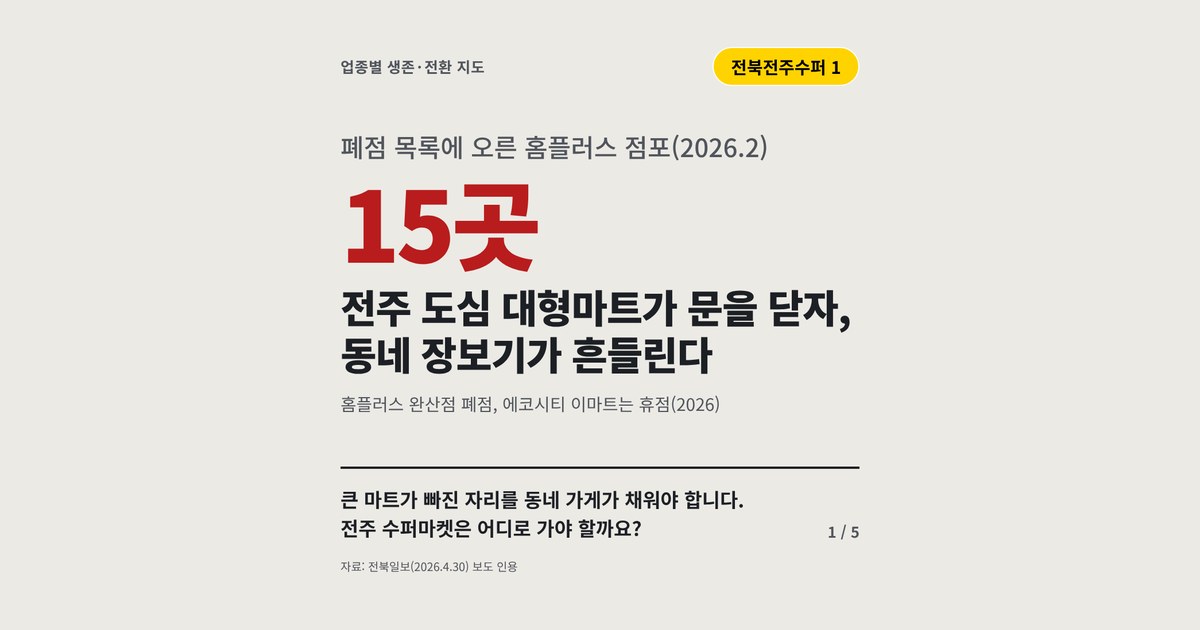 업종별 생존·전환 지도
전북전주수퍼 1
폐점 목록에 오른 홈플러스 점포(2026.2)
15곳
전주 도심 대형마트가 문을 닫자,
동네 장보기가 흔들린다
홈플러스 완산점 폐점, 에코시티 이마트는 휴점(2026)
큰 마트가 빠진 자리를 동네 가게가 채워야 합니다.
전주 수퍼마켓은 어디로 가야 할까요?
1 / 5
자료: 전북일보(2026.4.30) 보도 인용